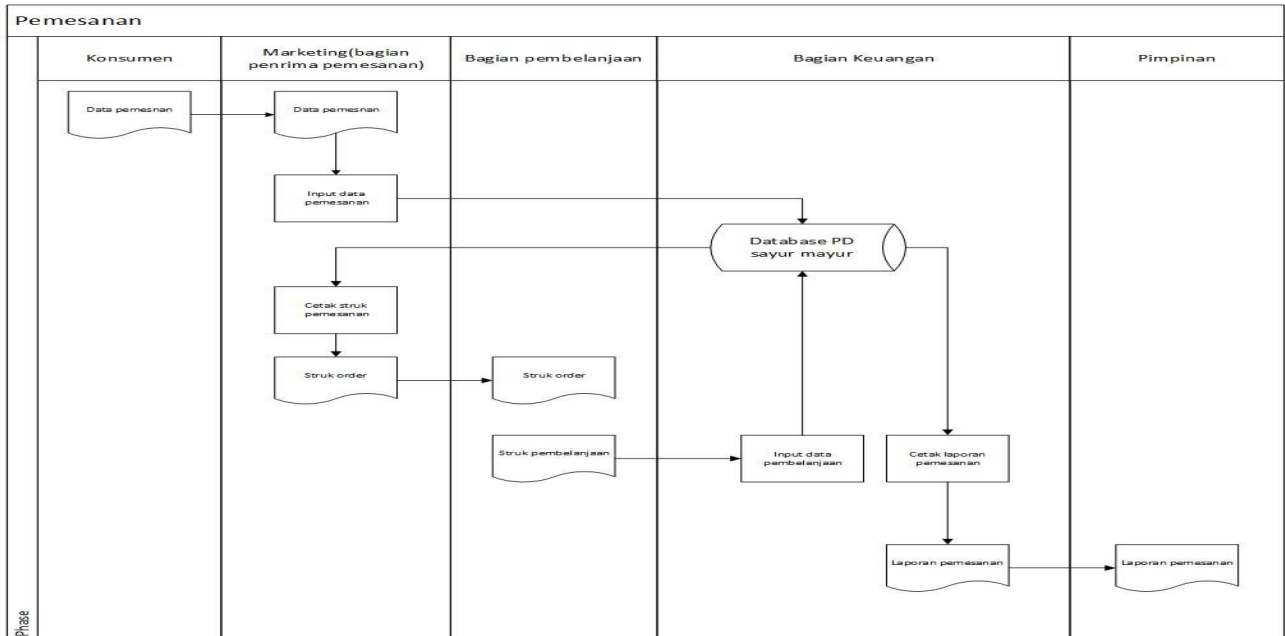 Pemesanan
Konsumen
Marketing(bagian
penrima pemesanan)
Bagian pembelanjaan
Bagian Keuangan
Pimpinan
Data pemesnan
Data pemesnan
Input data
pemesanan
Database PD
sayur mayur
Cetak struk
pemesanan
Struk order
Struk order
Struk pembelanjaan
Input data
pembelanjaan
Cetak laporan
pemesanan
Laporan pemesanan
Laporan pemesanan
Phase